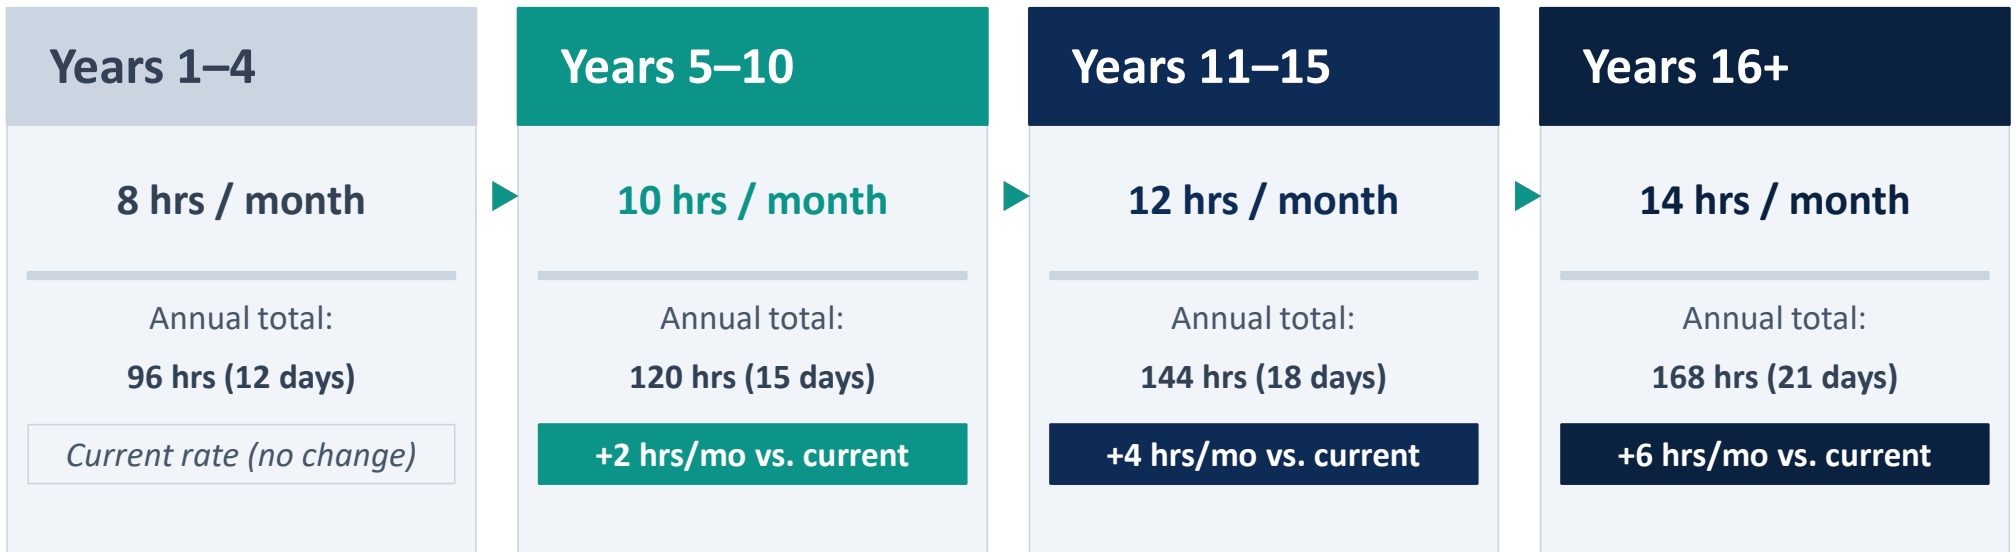 Years 1–4
8 hrs / month
Annual total:
96 hrs (12 days)
Current rate (no change)
Years 5–10
10 hrs / month
Annual total:
120 hrs (15 days)
+2 hrs/mo vs. current
Years 11–15
12 hrs / month
Annual total:
144 hrs (18 days)
+4 hrs/mo vs. current
Years 16+
14 hrs / month
Annual total:
168 hrs (21 days)
+6 hrs/mo vs. current